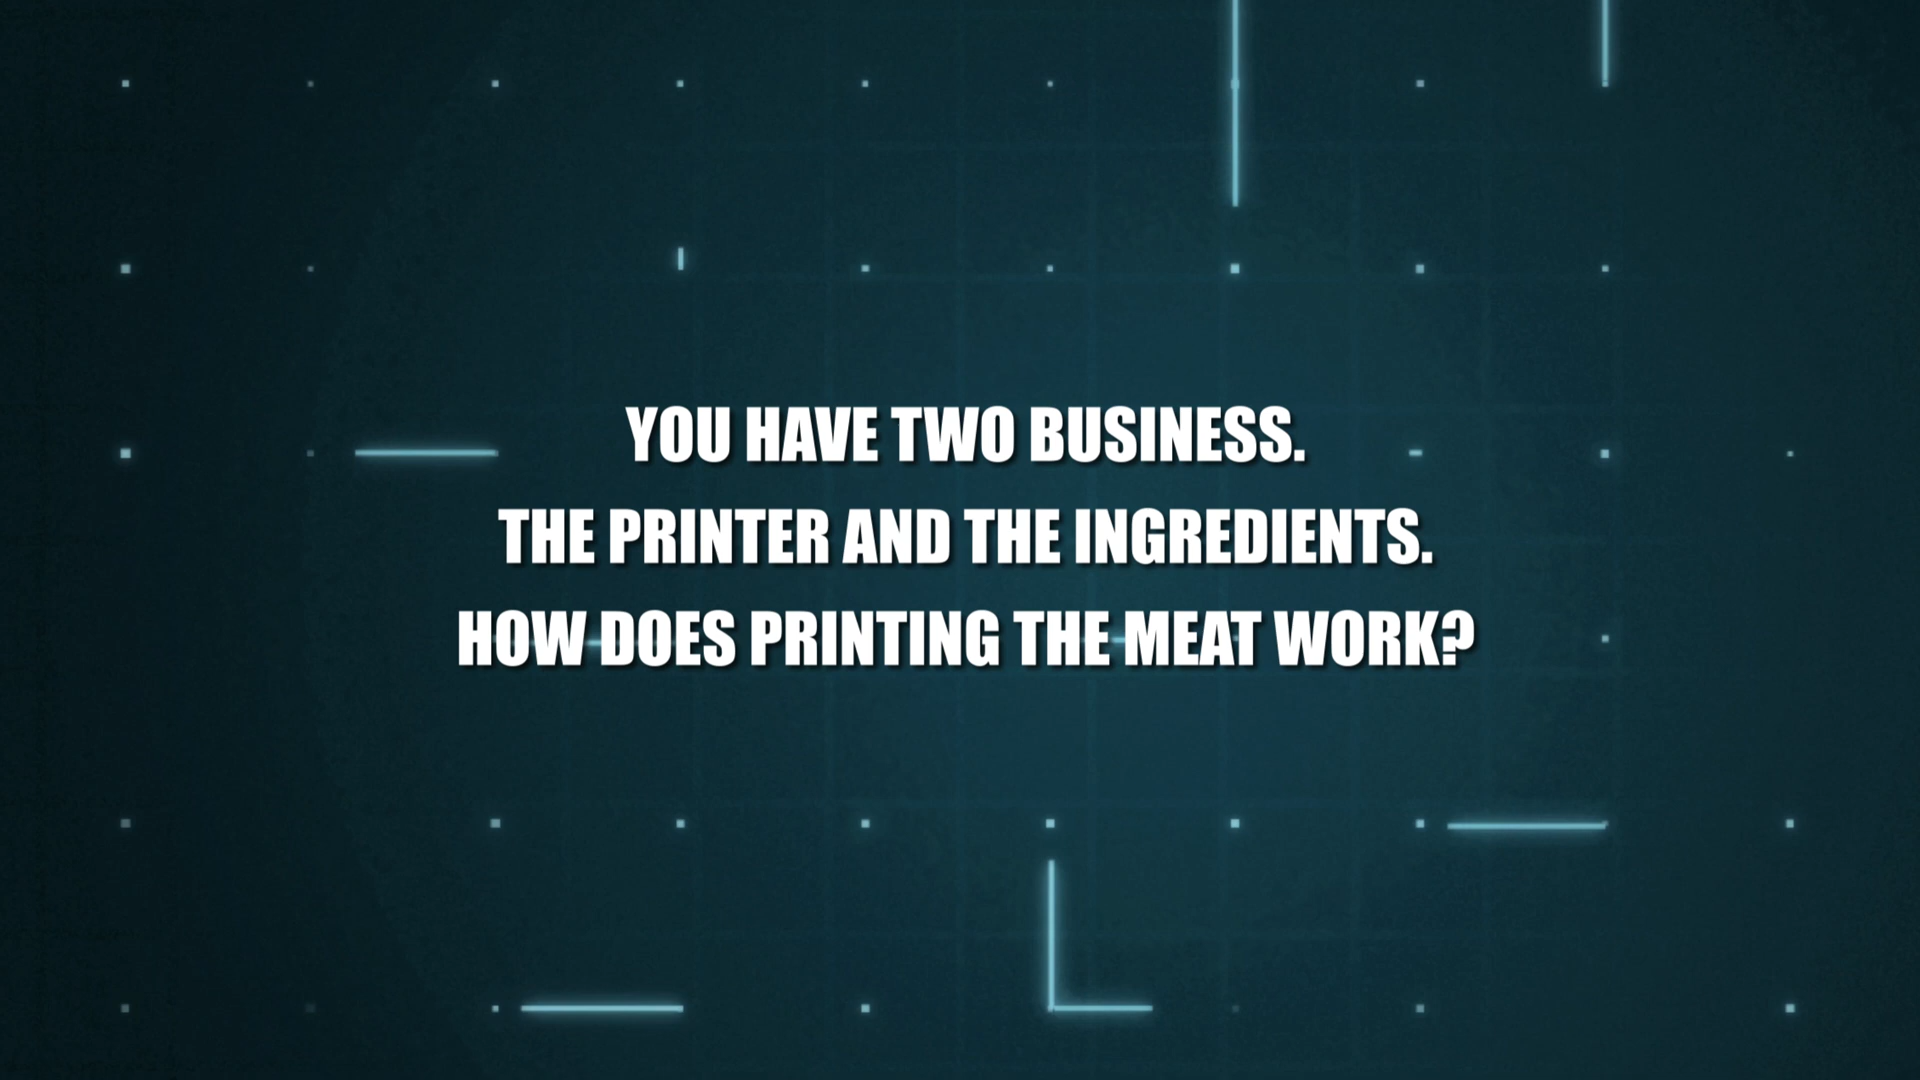 YOU HAVE TWO BUSINESS.
THE PRINTER AND THE INGREDIENTS.
HOW DOES PRINTING THE MEAT WORK?